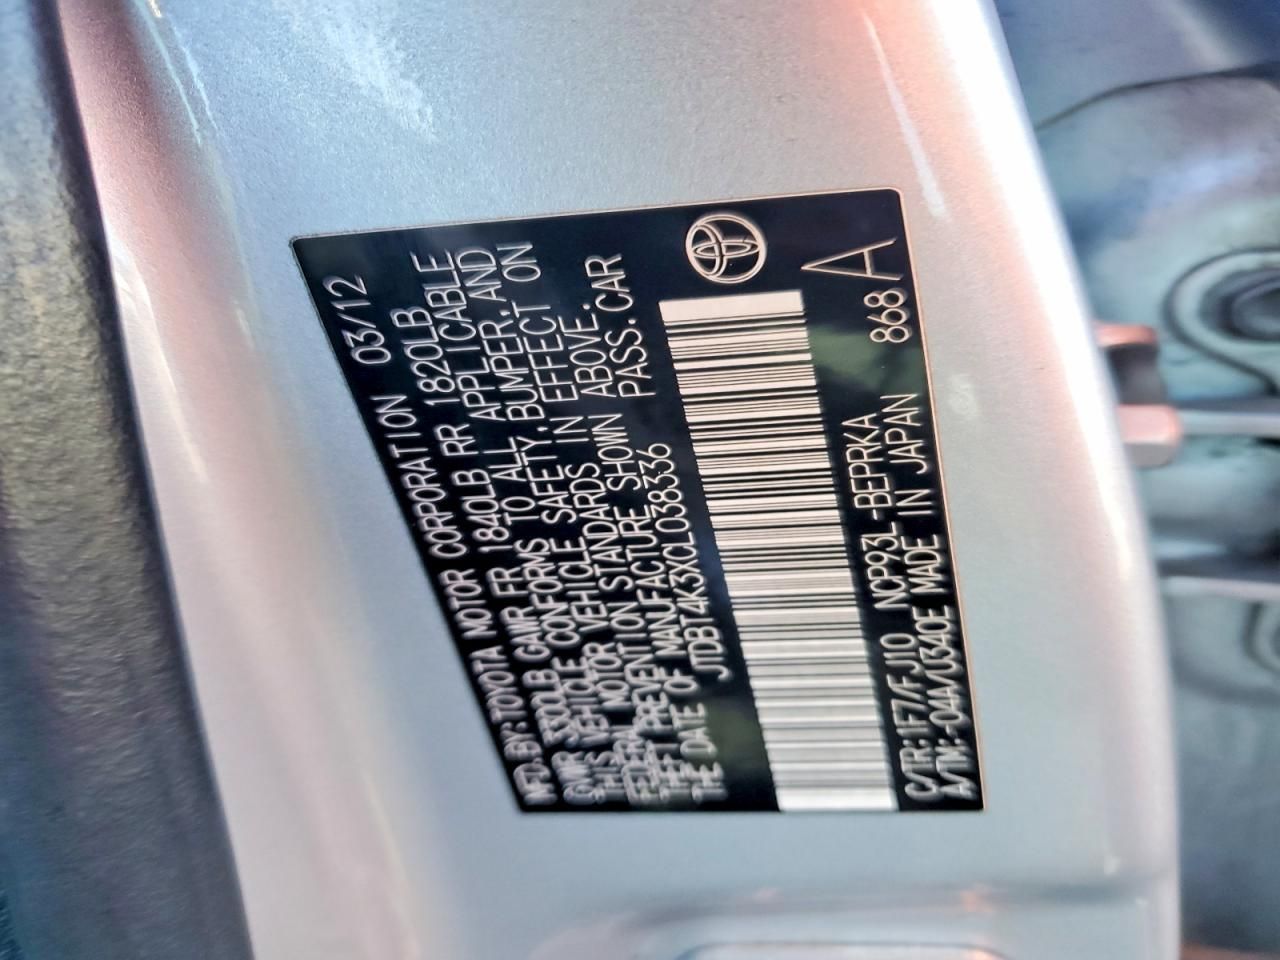 MFD.BY:TOYOTA MOTOR CORPORATION 03/12
GVWR 3300LB GAWR FR 1840LB RR 1820LB
THIS VEHICLE CONFORMS TO ALL APPLICABLE
FEDERAL MOTOR VEHICLE SAFETY,BUMPER,AND
THEFT PREVENTION STANDARDS IN EFFECT ON
THE DATE OF MANUFACTURE SHOWN ABOVE.
JTDBT4K3XCL038336 PASS.CAR
C/TR:1F7/FJ10 NCP93L-BEPRKA 868A
A/TM:-04A/U340E MADE IN JAPAN